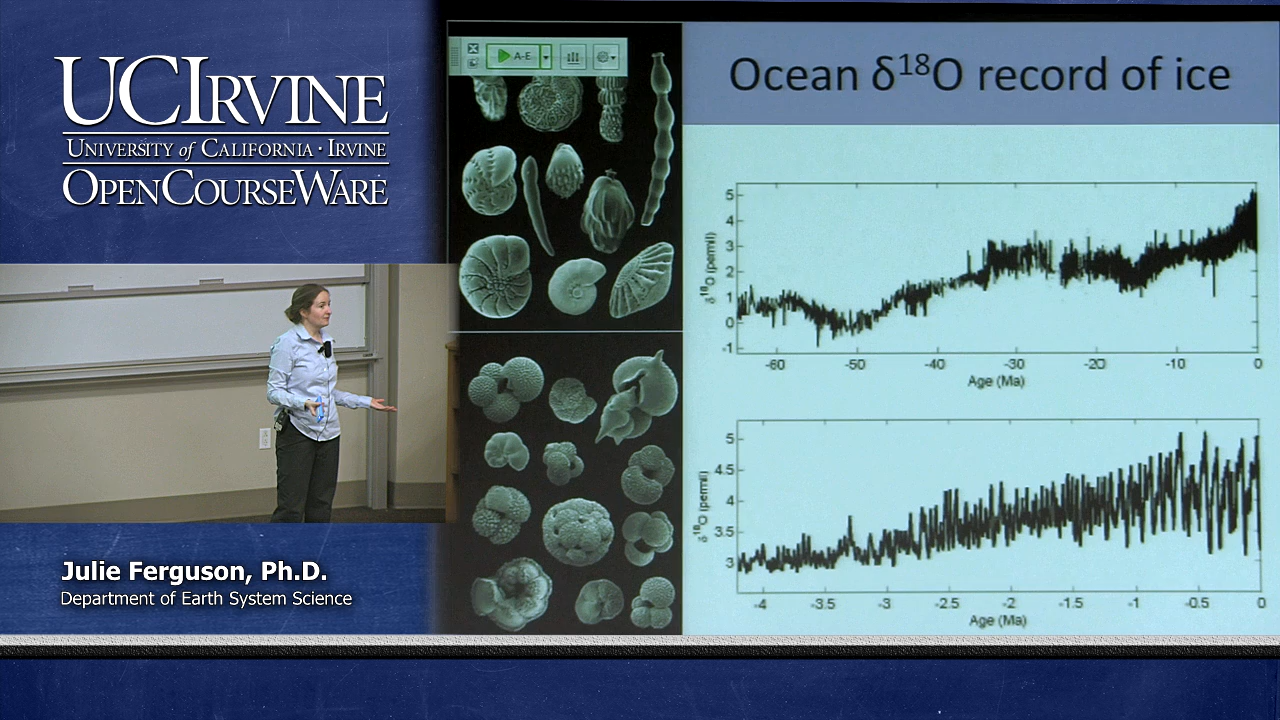 UCIRVINE
UNIVERSITY of CALIFORNIA · IRVINE
OPENCOURSEWARE
Julie Ferguson, Ph.D.
Department of Earth System Science
A-E
Ocean δ¹⁸O record of ice
δ¹⁸O (permil)
5
4
3
2
1
0
-1
-60 -50 -40 -30 -20 -10 0
Age (Ma)
δ¹⁸O (permil)
5
4.5
4
3.5
3
-4 -3.5 -3 -2.5 -2 -1.5 -1 -0.5 0
Age (Ma)